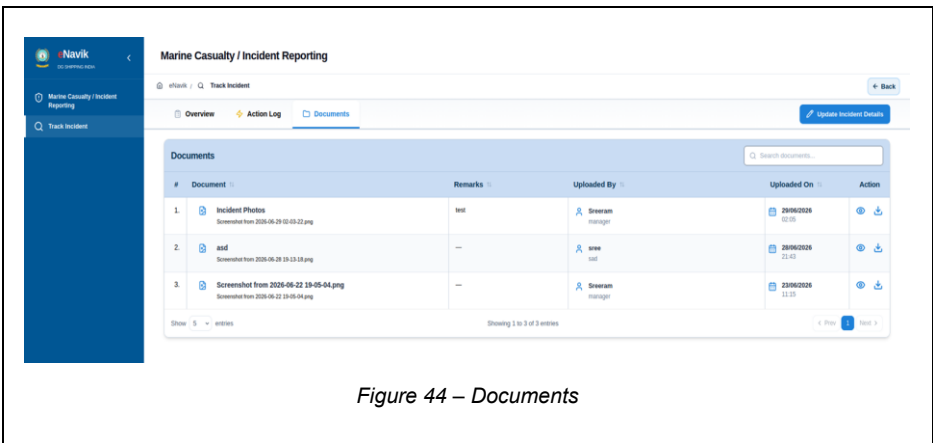 eNavik
DG SHIPPING INDIA
Marine Casualty / Incident
Reporting
Track Incident
Marine Casualty / Incident Reporting
eNavik / Track Incident
Back
Overview Action Log Documents
Update Incident Details
Documents
Search documents...
# Document Remarks Uploaded By Uploaded On Action
1. Incident Photos test Sreeram 29/06/2026
Screenshot from 2026-06-29 02-03-22.png manager 02:05
2. asd — sree 28/06/2026
Screenshot from 2026-06-28 19-13-18.png sad 21:43
3. Screenshot from 2026-06-22 19-05-04.png — Sreeram 23/06/2026
Screenshot from 2026-06-22 19-05-04.png manager 11:15
Show 5 entries Showing 1 to 3 of 3 entries Prev 1 Next
Figure 44 – Documents